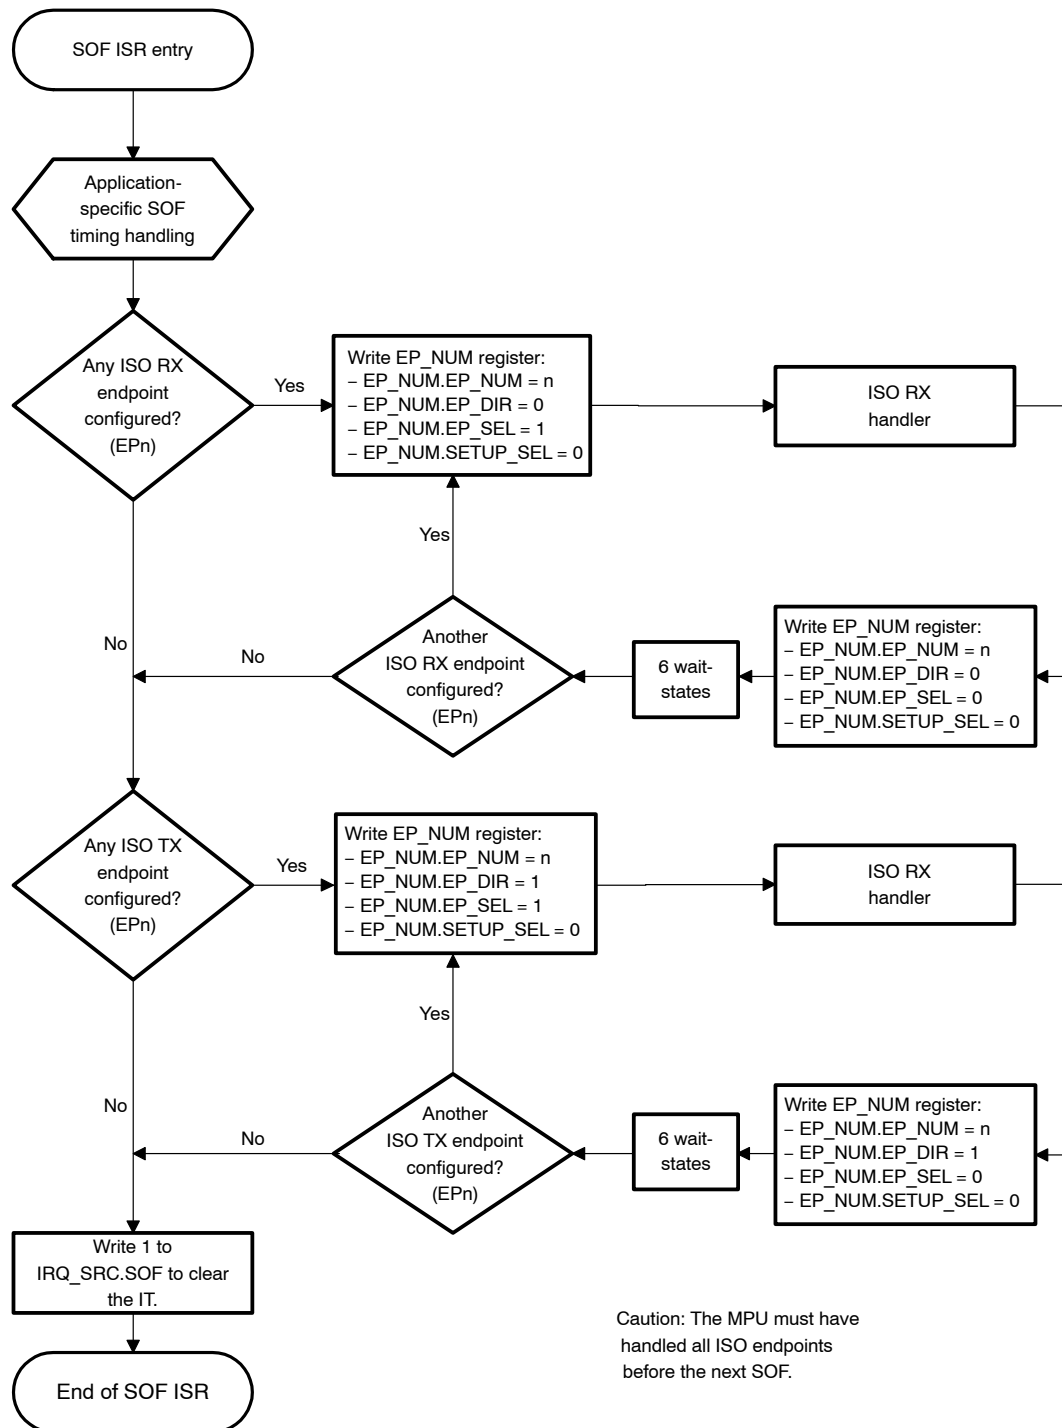 SOF ISR entry
Application-
specific SOF
timing handling
Any ISO RX
endpoint
configured?
(EPn)
Yes
Write EP_NUM register:
– EP_NUM.EP_NUM = n
– EP_NUM.EP_DIR = 0
– EP_NUM.EP_SEL = 1
– EP_NUM.SETUP_SEL = 0
ISO RX
handler
Yes
No
No
Another
ISO RX endpoint
configured?
(EPn)
6 wait-
states
Write EP_NUM register:
– EP_NUM.EP_NUM = n
– EP_NUM.EP_DIR = 0
– EP_NUM.EP_SEL = 0
– EP_NUM.SETUP_SEL = 0
Any ISO TX
endpoint
configured?
(EPn)
Yes
Write EP_NUM register:
– EP_NUM.EP_NUM = n
– EP_NUM.EP_DIR = 1
– EP_NUM.EP_SEL = 1
– EP_NUM.SETUP_SEL = 0
ISO RX
handler
Yes
No
No
Another
ISO TX endpoint
configured?
(EPn)
6 wait-
states
Write EP_NUM register:
– EP_NUM.EP_NUM = n
– EP_NUM.EP_DIR = 1
– EP_NUM.EP_SEL = 0
– EP_NUM.SETUP_SEL = 0
Write 1 to
IRQ_SRC.SOF to clear
the IT.
Caution: The MPU must have
handled all ISO endpoints
before the next SOF.
End of SOF ISR